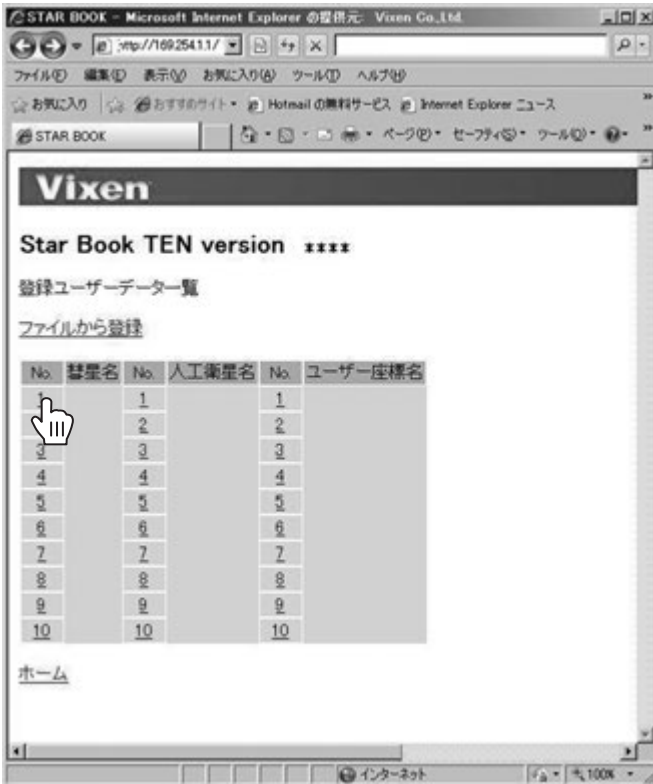 STAR BOOK - Microsoft Internet Explorer の提供元: Vixen Co.,Ltd.
http://169.254.1.1/
ファイル(F) 編集(E) 表示(V) お気に入り(A) ツール(T) ヘルプ(H)
お気に入り おすすめサイト Hotmail の無料サービス Internet Explorer ニュース
STAR BOOK ページ(P) セーフティ(S) ツール(O)
Vixen
Star Book TEN version ****
登録ユーザーデータ一覧
ファイルから登録
No. 彗星名 No. 人工衛星名 No. ユーザー座標名
1 1 1
2 2
3 3 3
4 4 4
5 5 5
6 6 6
7 7 7
8 8 8
9 9 9
10 10 10
ホーム
インターネット 100%